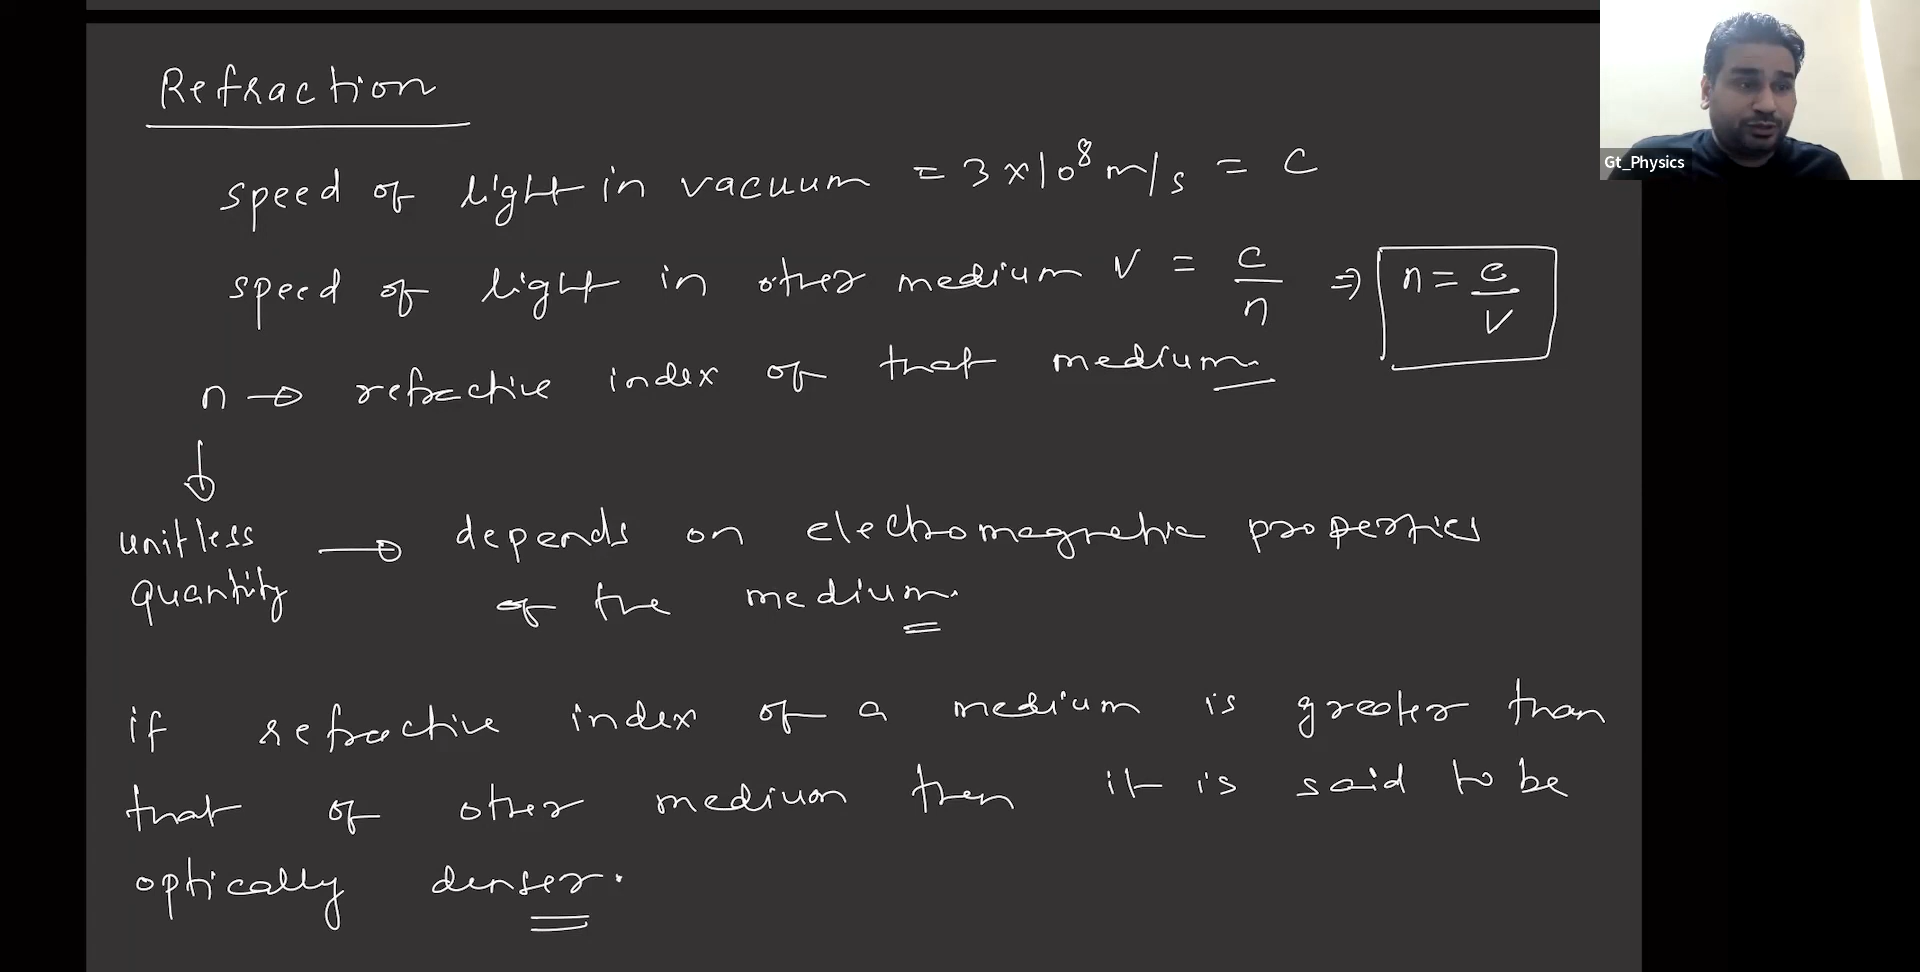 Refraction
speed of light in vacuum = 3 × 10⁸ m/s = c
Gt_Physics
speed of light in other medium v = c/n ⇒ n = c/v
n → refractive index of that medium.
↓
unitless → depends on electromagnetic properties
quantity of the medium.
if refractive index of a medium is greater than
that of other medium then it is said to be
optically denser.